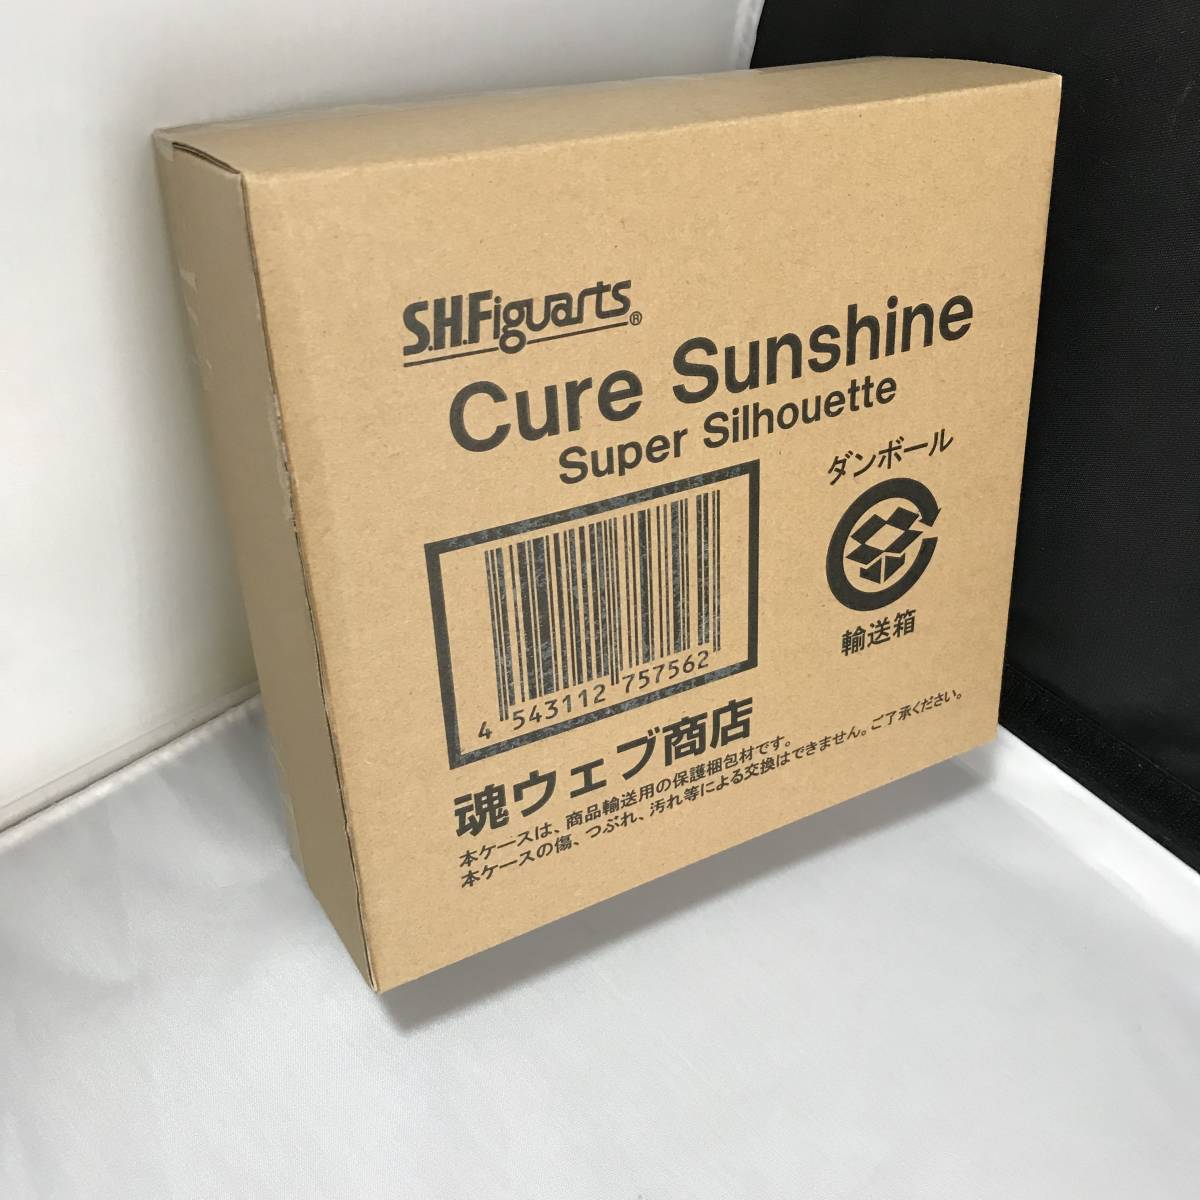 S.H.Figuarts®
Cure Sunshine
Super Silhouette
ダンボール
輸送箱
4 543112 757562
魂ウェブ商店
本ケースは、商品輸送用の保護梱包材です。
本ケースの傷、つぶれ、汚れ等による交換はできません。ご了承ください。